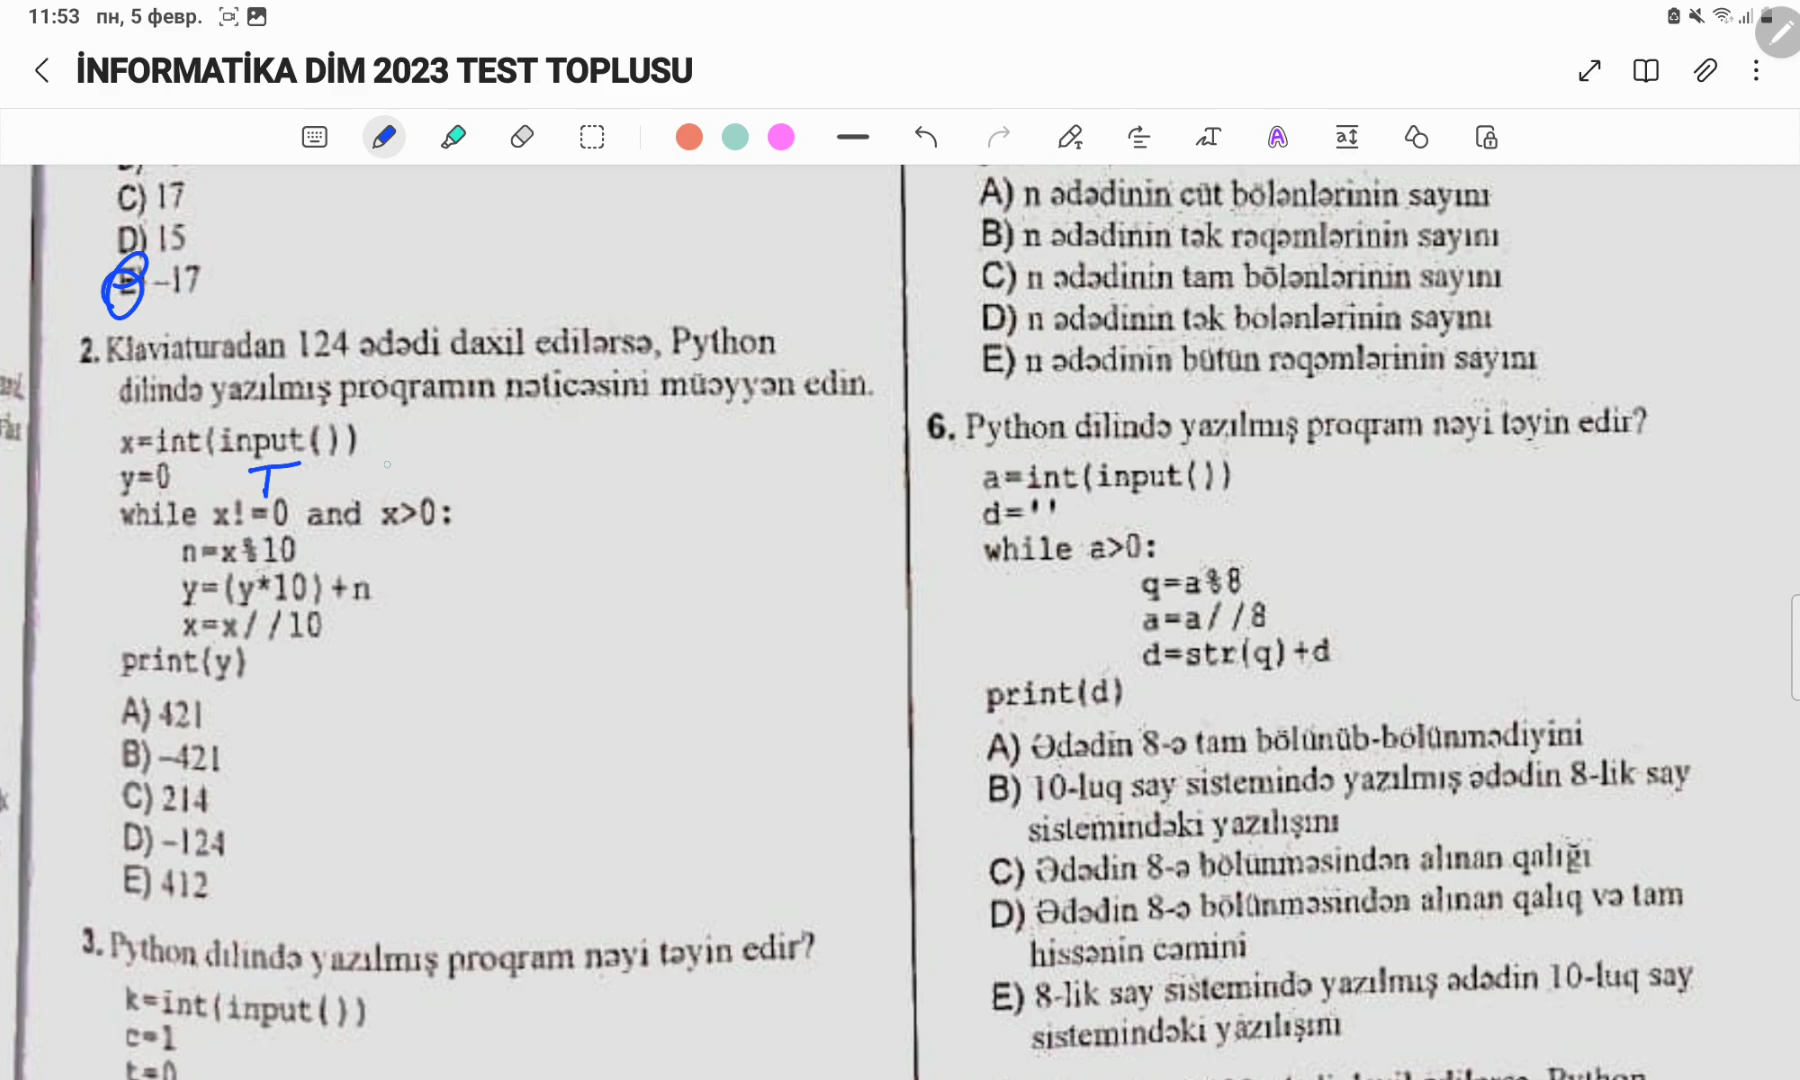 11:53 пн, 5 февр.
İNFORMATİKA DİM 2023 TEST TOPLUSU
C) 17
D) 15
E) –17
2. Klaviaturadan 124 ədədi daxil edilərsə, Python
dilində yazılmış proqramın nəticəsini müəyyən edin.
x=int(input())
y=0
T
while x!=0 and x>0:
n=x%10
y=(y*10)+n
x=x//10
print(y)
A) 421
B) –421
C) 214
D) –124
E) 412
3. Python dilində yazılmış proqram nəyi təyin edir?
k=int(input())
c=1
t=0
A) n ədədinin cüt bölənlərinin sayını
B) n ədədinin tək rəqəmlərinin sayını
C) n ədədinin tam bölənlərinin sayını
D) n ədədinin tək bölənlərinin sayını
E) n ədədinin bütün rəqəmlərinin sayını
6. Python dilində yazılmış proqram nəyi təyin edir?
a=int(input())
d=''
while a>0:
q=a%8
a=a//8
d=str(q)+d
print(d)
A) Ədədin 8-ə tam bölünüb-bölünmədiyini
B) 10-luq say sistemində yazılmış ədədin 8-lik say
sistemindəki yazılışını
C) Ədədin 8-ə bölünməsindən alınan qalığı
D) Ədədin 8-ə bölünməsindən alınan qalıq və tam
hissənin cəmini
E) 8-lik say sistemində yazılmış ədədin 10-luq say
sistemindəki yazılışını